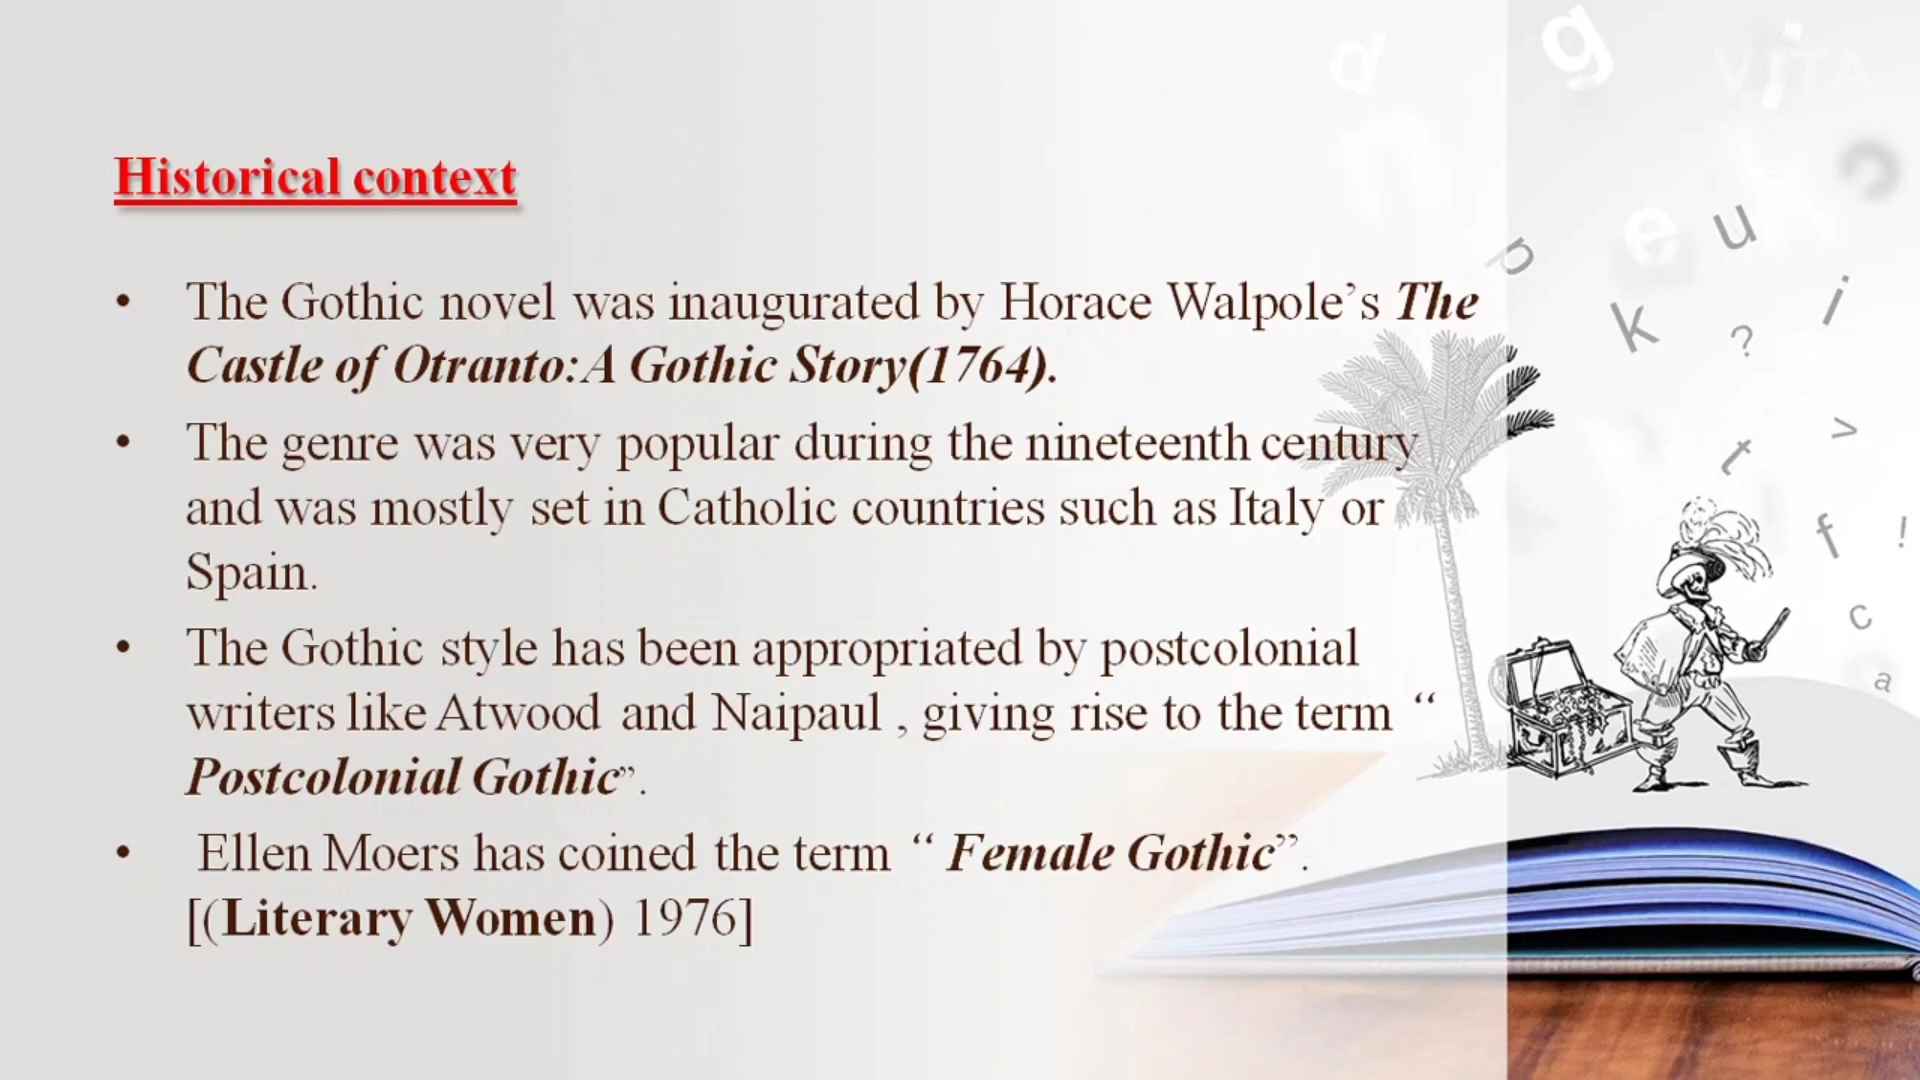 VITA
Historical context
• The Gothic novel was inaugurated by Horace Walpole’s The
Castle of Otranto:A Gothic Story(1764).
• The genre was very popular during the nineteenth century
and was mostly set in Catholic countries such as Italy or
Spain.
• The Gothic style has been appropriated by postcolonial
writers like Atwood and Naipaul , giving rise to the term “
Postcolonial Gothic”.
• Ellen Moers has coined the term “ Female Gothic”.
[(Literary Women) 1976]
d
g
e
u
k
?
i
>
t
f
!
c
a